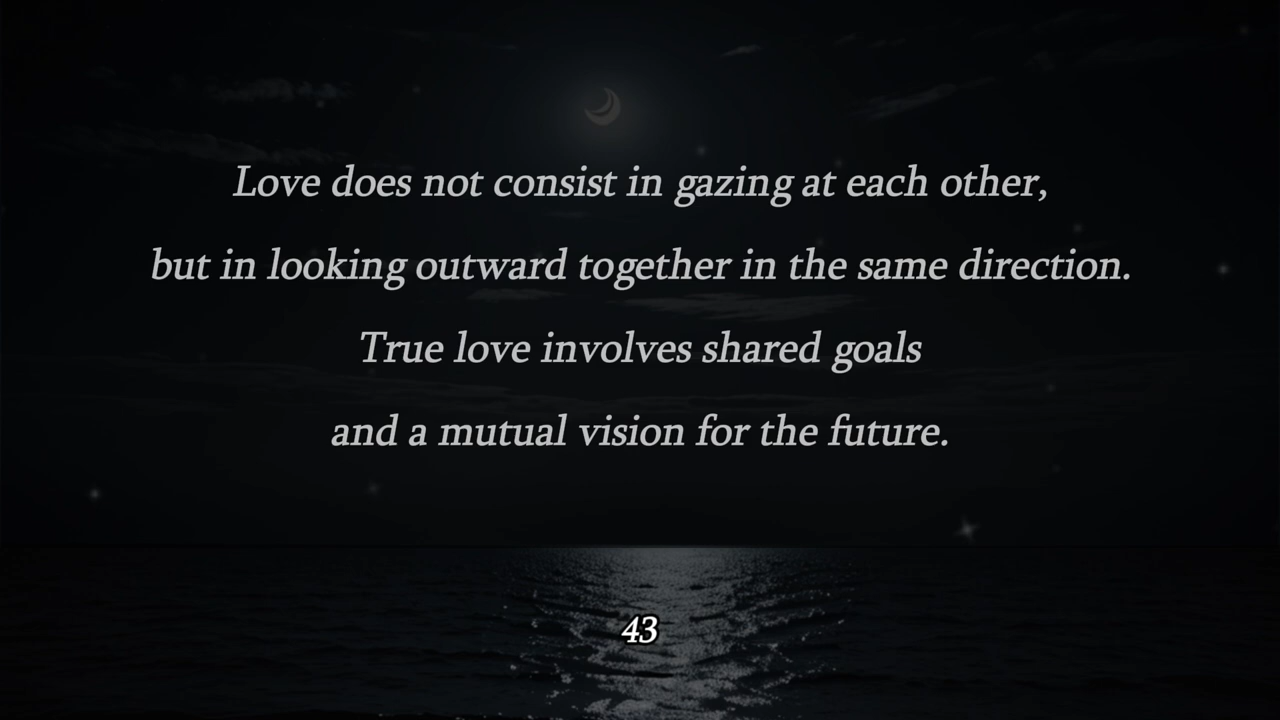 Love does not consist in gazing at each other,
but in looking outward together in the same direction.
True love involves shared goals
and a mutual vision for the future.
43